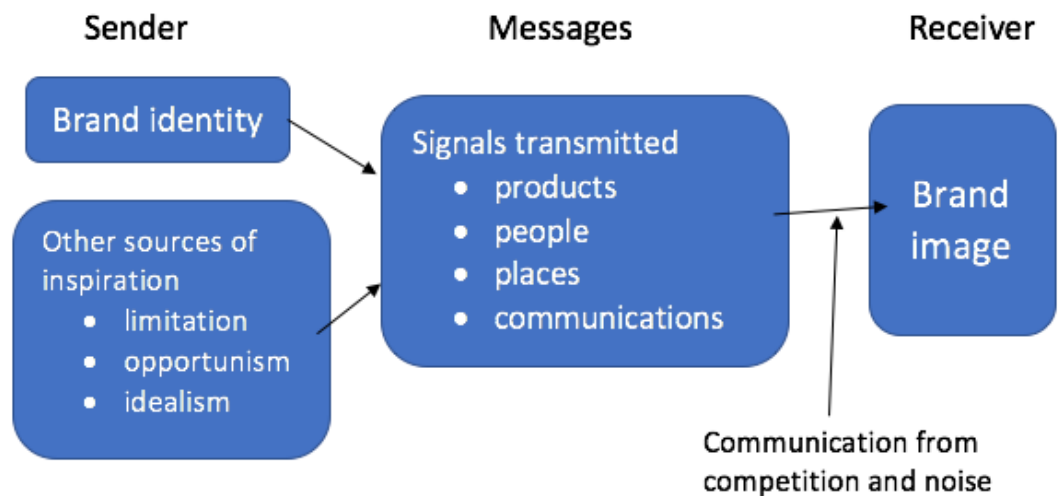 Sender
Messages
Receiver
Brand identity
Other sources of
inspiration
limitation
opportunism
idealism
Signals transmitted
products
people
places
communications
Brand
image
Communication from
competition and noise